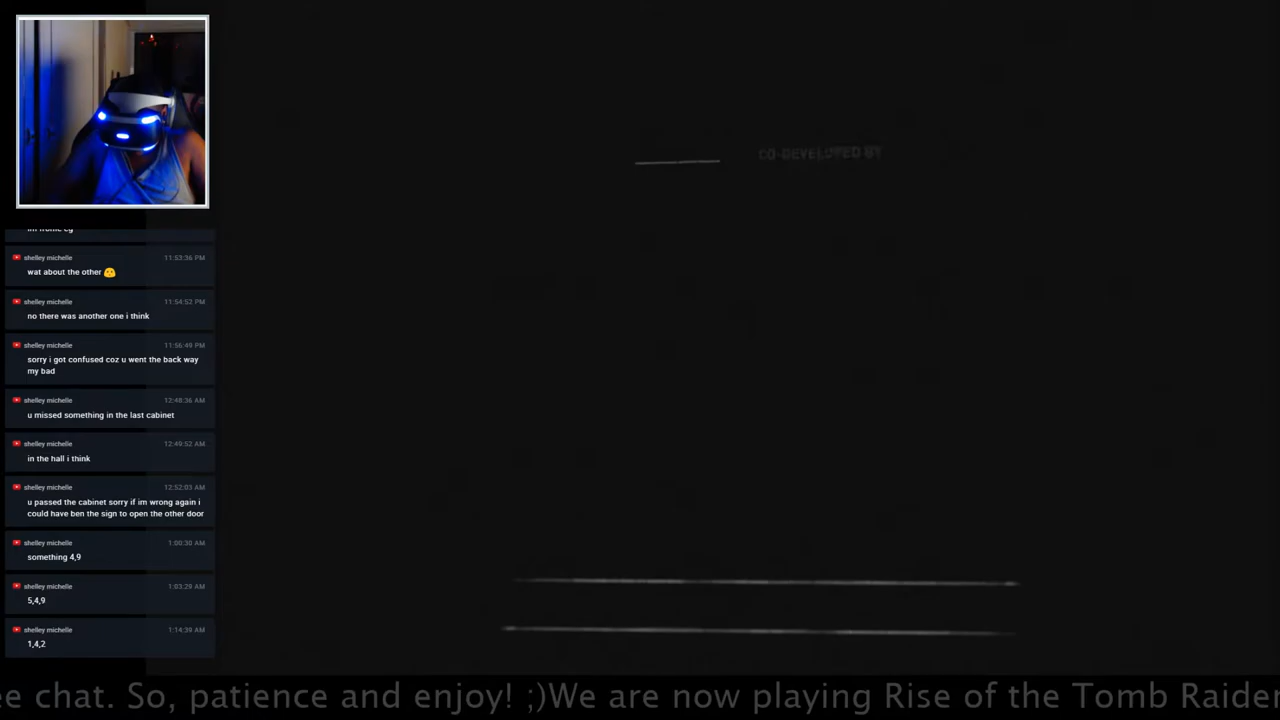 shelley michelle 11:53:36 PM
wat about the other 🙁
shelley michelle 11:54:52 PM
no there was another one i think
shelley michelle 11:56:49 PM
sorry i got confused coz u went the back way
my bad
shelley michelle 12:48:36 AM
u missed something in the last cabinet
shelley michelle 12:49:52 AM
in the hall i think
shelley michelle 12:52:03 AM
u passed the cabinet sorry if im wrong again i
could have ben the sign to open the other door
shelley michelle 1:00:30 AM
something 4,9
shelley michelle 1:03:29 AM
5,4,9
shelley michelle 1:14:39 AM
1,4,2
CO-DEVELOPED BY
ee chat. So, patience and enjoy! ;)We are now playing Rise of the Tomb Raider